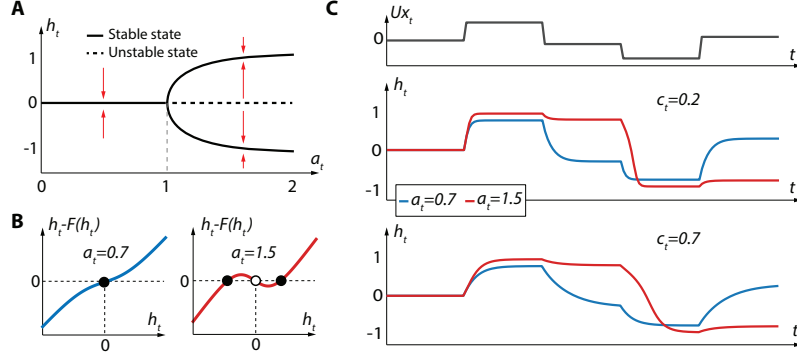 A
h_t
Stable state
Unstable state
1
0
-1
a_t
0
1
2
B
h_t-F(h_t)
a_t=0.7
0
h_t
0
h_t-F(h_t)
a_t=1.5
0
h_t
0
C
Ux_t
0
t
h_t
c_t=0.2
1
0
-1
t
a_t=0.7
a_t=1.5
h_t
c_t=0.7
1
0
-1
t